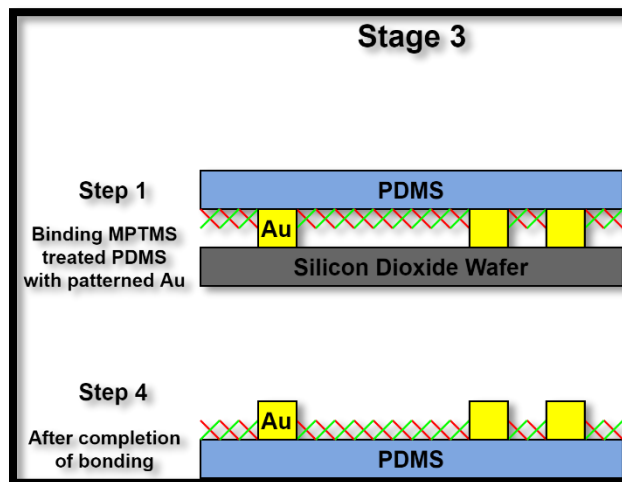 Stage 3
Step 1
PDMS
Binding MPTMS
treated PDMS
with patterned Au
Au
Silicon Dioxide Wafer
Step 4
Au
After completion
of bonding
PDMS